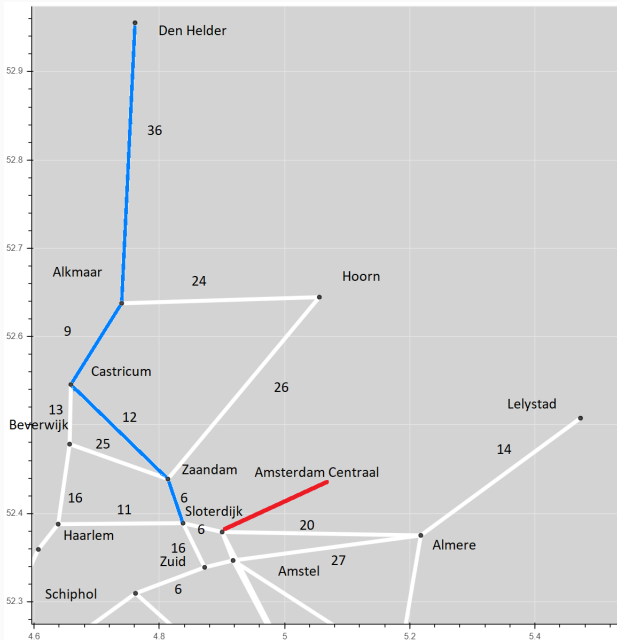 Den Helder
52.9
36
52.8
52.7
Alkmaar
24
Hoorn
9
52.6
Castricum
26
13
12
Lelystad
Beverwijk
52.5
25
14
Zaandam
Amsterdam Centraal
16
6
11
Sloterdijk
52.4
Haarlem
6
20
16
Almere
Zuid
27
Amstel
Schiphol
6
52.3
4.6
4.8
5
5.2
5.4